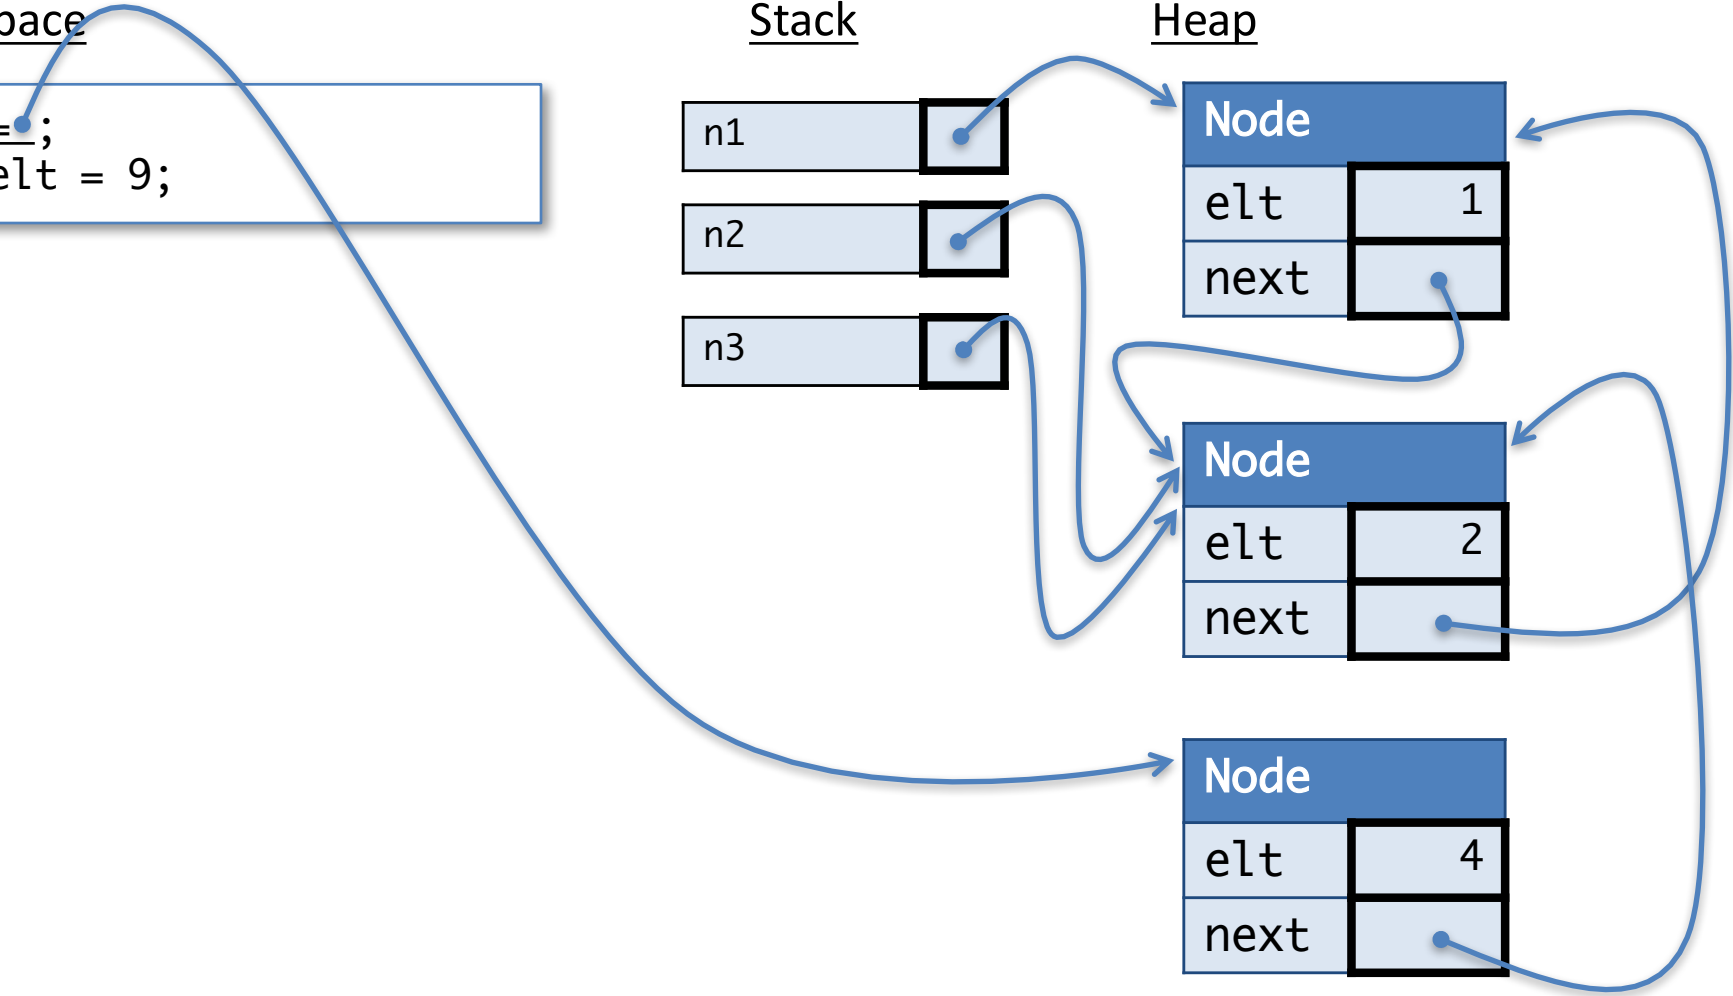 pace
Stack
Heap
= ;
elt = 9;
n1
n2
n3
Node
elt 1
next
Node
elt 2
next
Node
elt 4
next